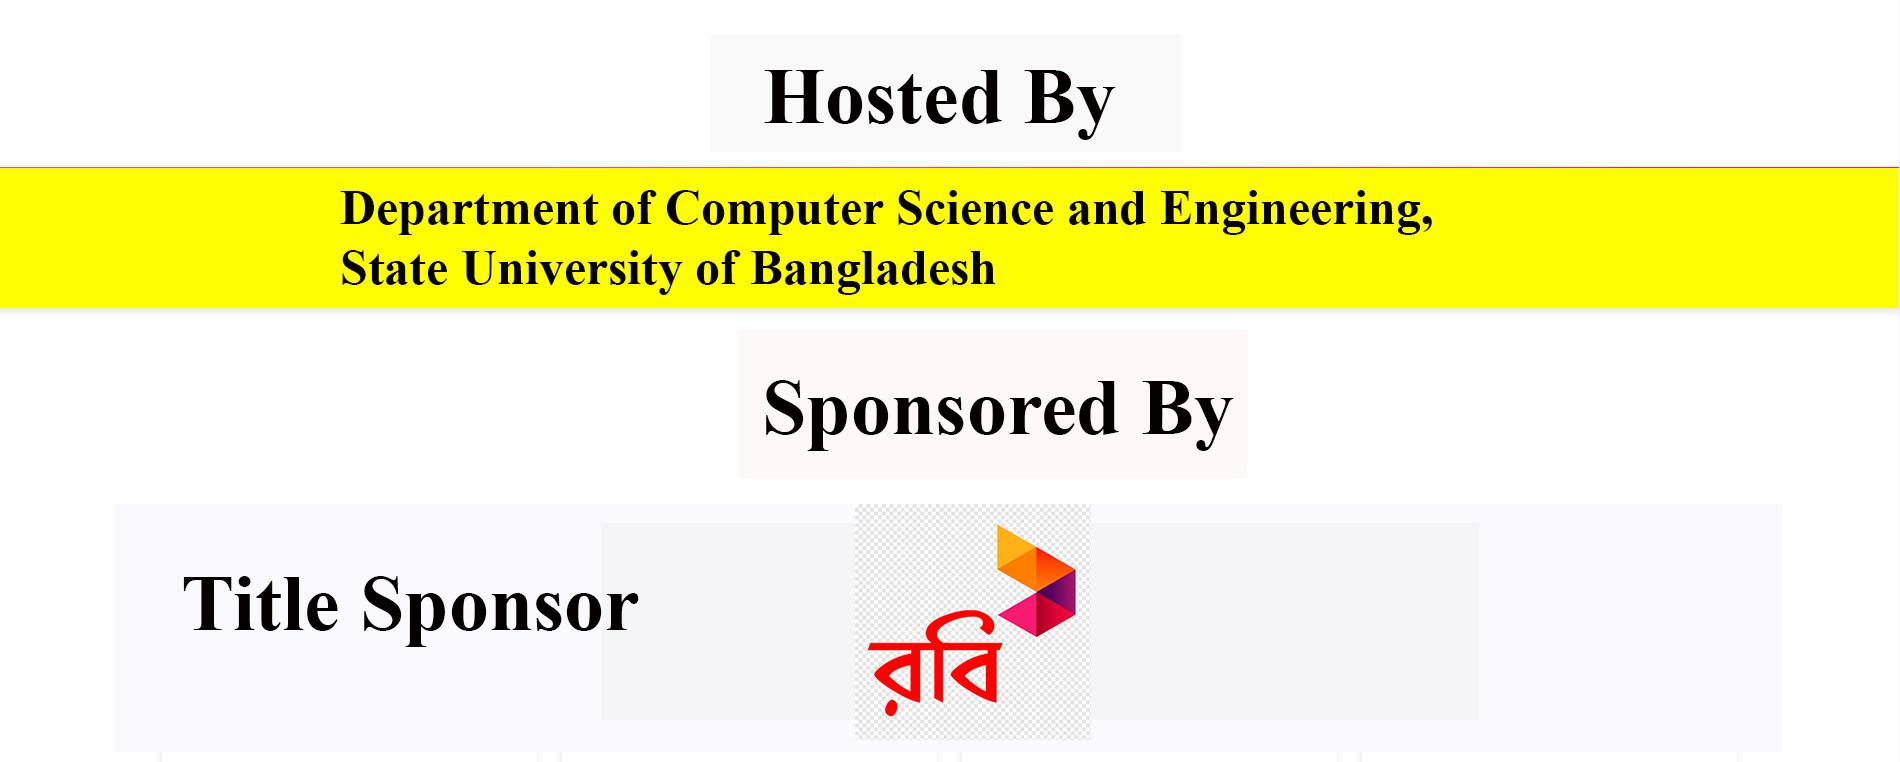 Hosted By
Department of Computer Science and Engineering,
State University of Bangladesh
Sponsored By
Title Sponsor
রবি